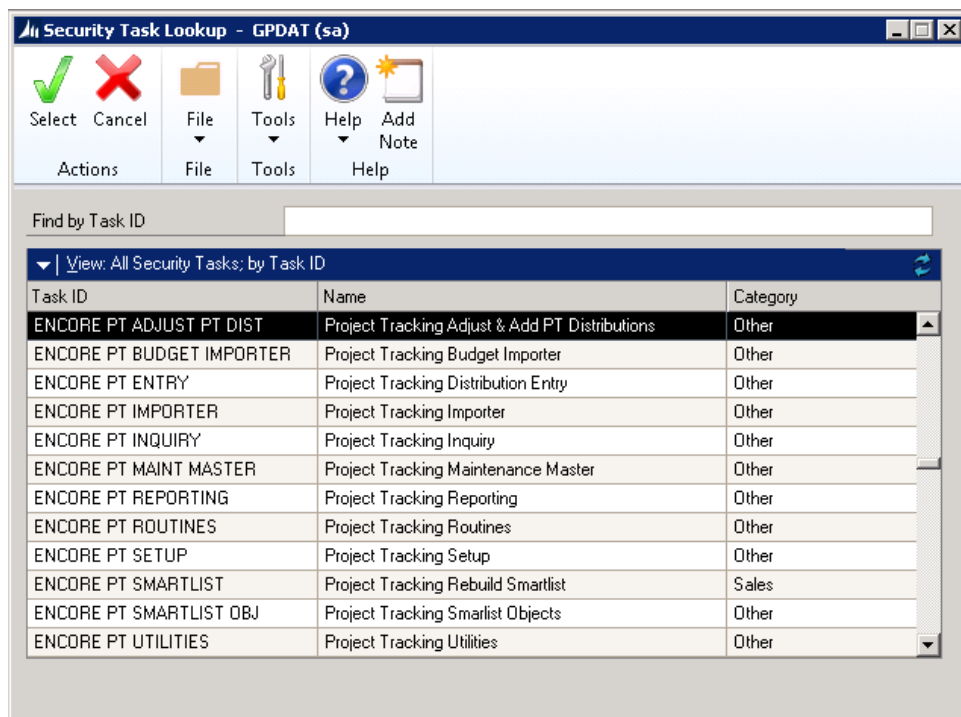 Security Task Lookup - GPDAT (sa)
Select Cancel File Tools Help Add Note
Actions File Tools Help
Find by Task ID
View: All Security Tasks; by Task ID
Task ID Name Category
ENCORE PT ADJUST PT DIST Project Tracking Adjust & Add PT Distributions Other
ENCORE PT BUDGET IMPORTER Project Tracking Budget Importer Other
ENCORE PT ENTRY Project Tracking Distribution Entry Other
ENCORE PT IMPORTER Project Tracking Importer Other
ENCORE PT INQUIRY Project Tracking Inquiry Other
ENCORE PT MAINT MASTER Project Tracking Maintenance Master Other
ENCORE PT REPORTING Project Tracking Reporting Other
ENCORE PT ROUTINES Project Tracking Routines Other
ENCORE PT SETUP Project Tracking Setup Other
ENCORE PT SMARTLIST Project Tracking Rebuild Smartlist Sales
ENCORE PT SMARTLIST OBJ Project Tracking Smarlist Objects Other
ENCORE PT UTILITIES Project Tracking Utilities Other